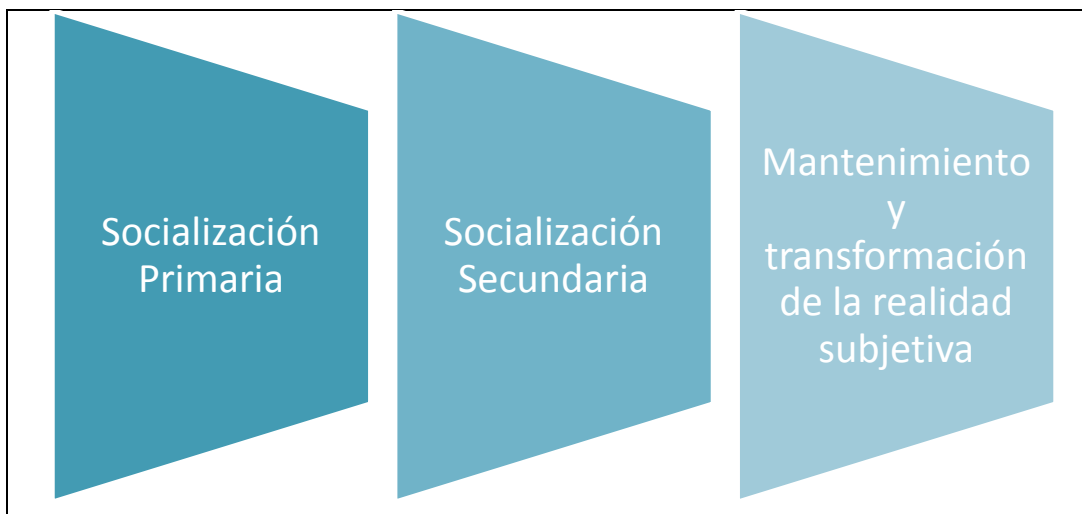 Socialización
Primaria
Socialización
Secundaria
Mantenimiento
y
transformación
de la realidad
subjetiva